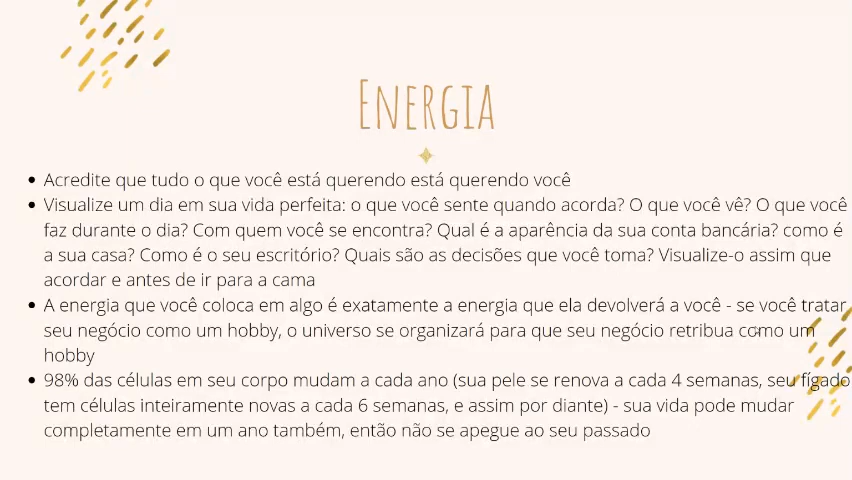 ENERGIA
• Acredite que tudo o que você está querendo está querendo você
• Visualize um dia em sua vida perfeita: o que você sente quando acorda? O que você vê? O que você
faz durante o dia? Com quem você se encontra? Qual é a aparência da sua conta bancária? como é
a sua casa? Como é o seu escritório? Quais são as decisões que você toma? Visualize-o assim que
acordar e antes de ir para a cama
• A energia que você coloca em algo é exatamente a energia que ela devolverá a você - se você tratar
seu negócio como um hobby, o universo se organizará para que seu negócio retribua como um
hobby
• 98% das células em seu corpo mudam a cada ano (sua pele se renova a cada 4 semanas, seu fígado
tem células inteiramente novas a cada 6 semanas, e assim por diante) - sua vida pode mudar
completamente em um ano também, então não se apegue ao seu passado